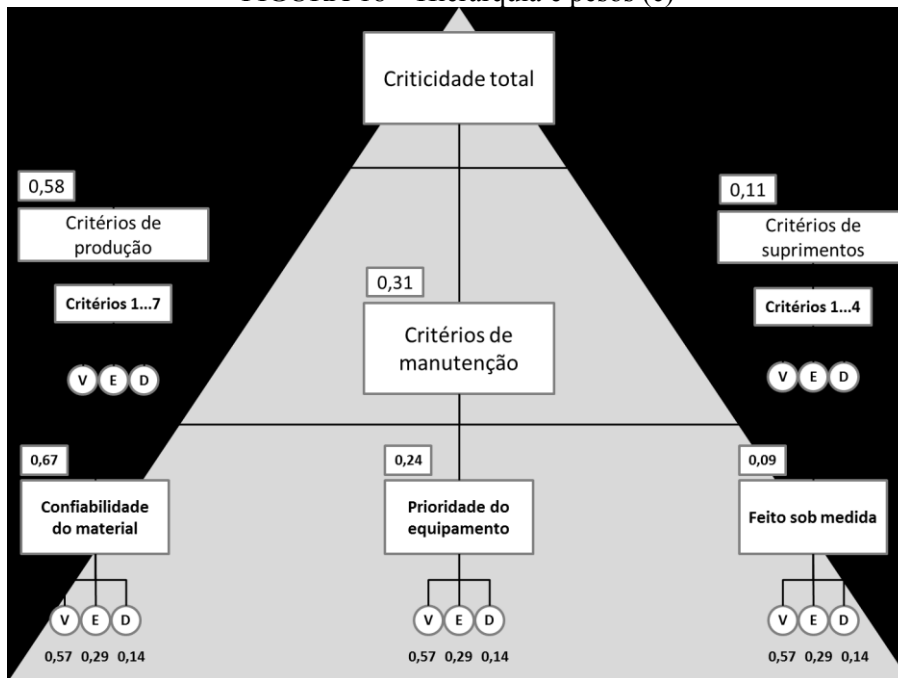 FIGURA Hierarquia e pesos
Criticidade total
0,58
0,11
Critérios de
produção
Critérios de
suprimentos
0,31
Critérios 1...7
Critérios 1...4
Critérios de
manutenção
V E D
V E D
0,67
0,24
0,09
Confiabilidade
do material
Prioridade do
equipamento
Feito sob medida
V E D
V E D
V E D
0,57 0,29 0,14
0,57 0,29 0,14
0,57 0,29 0,14